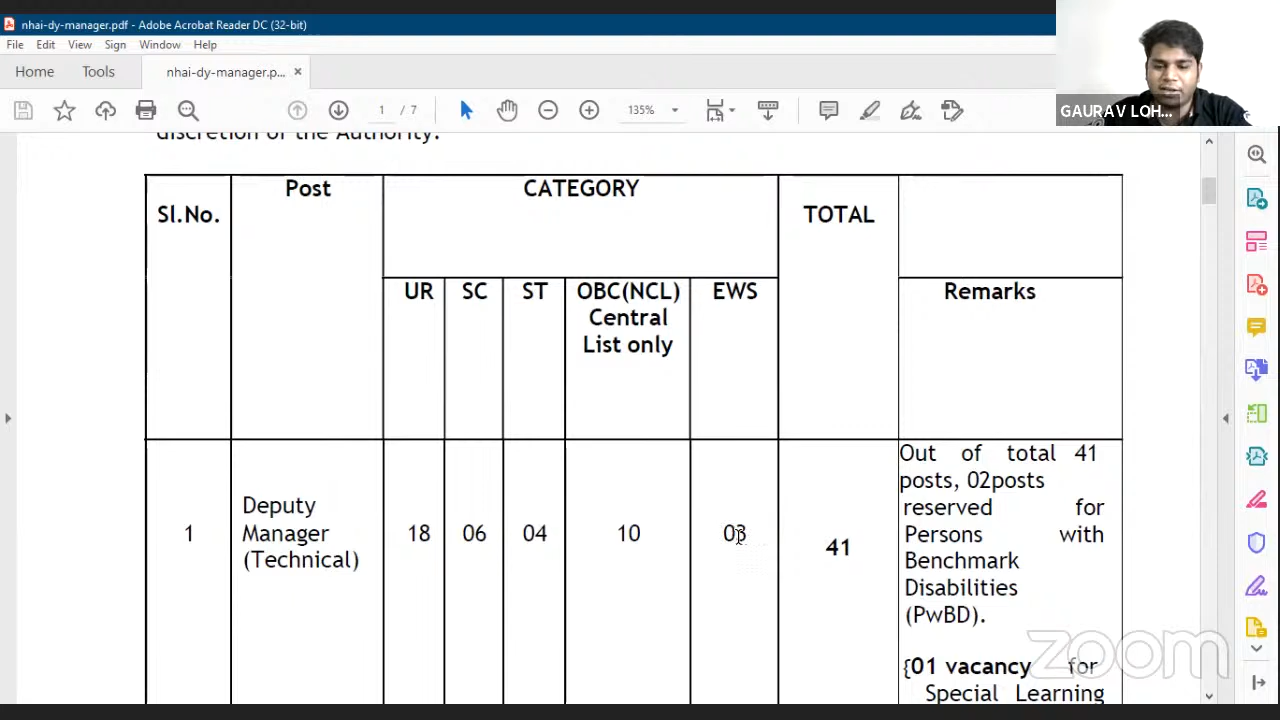 nhai-dy-manager.pdf - Adobe Acrobat Reader DC (32-bit)
File Edit View Sign Window Help
Home Tools nhai-dy-manager.p... ×
1 / 7 135%
GAURAV LOH...
discretion of the Authority.
Sl.No. Post CATEGORY TOTAL
UR SC ST OBC(NCL) Central List only EWS Remarks
1 Deputy Manager (Technical) 18 06 04 10 03 41
Out of total 41
posts, 02posts
reserved for
Persons with
Benchmark
Disabilities
(PwBD).
{01 vacancy for
Special Learning
zoom